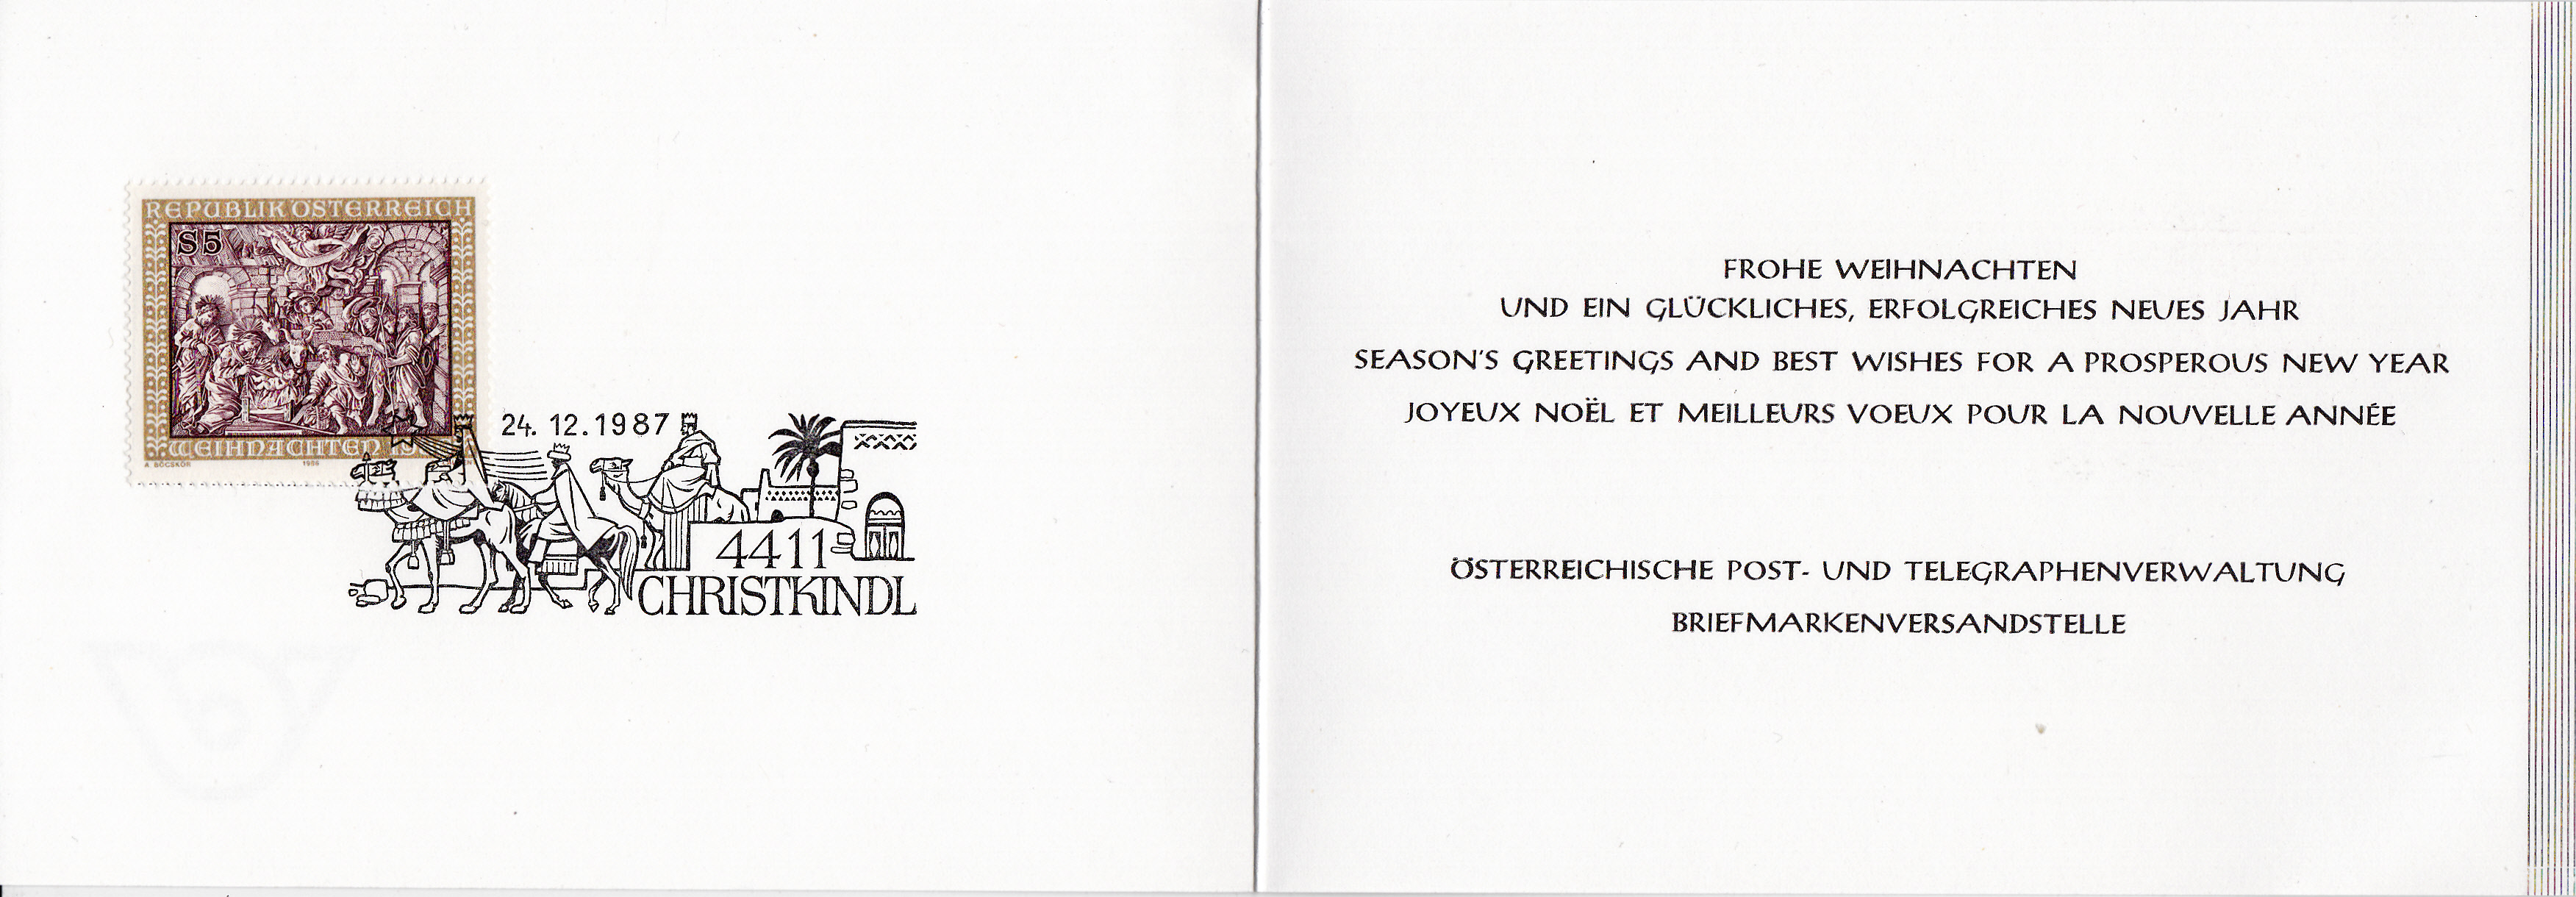 REPUBLIK ÖSTERREICH
S5
WEIHNACHTEN
A. BÖCSKÖR 1986
24. 12. 1987
4411
CHRISTKINDL
FROHE WEIHNACHTEN
UND EIN GLÜCKLICHES, ERFOLGREICHES NEUES JAHR
SEASON'S GREETINGS AND BEST WISHES FOR A PROSPEROUS NEW YEAR
JOYEUX NOËL ET MEILLEURS VOEUX POUR LA NOUVELLE ANNÉE
ÖSTERREICHISCHE POST- UND TELEGRAPHENVERWALTUNG
BRIEFMARKENVERSANDSTELLE